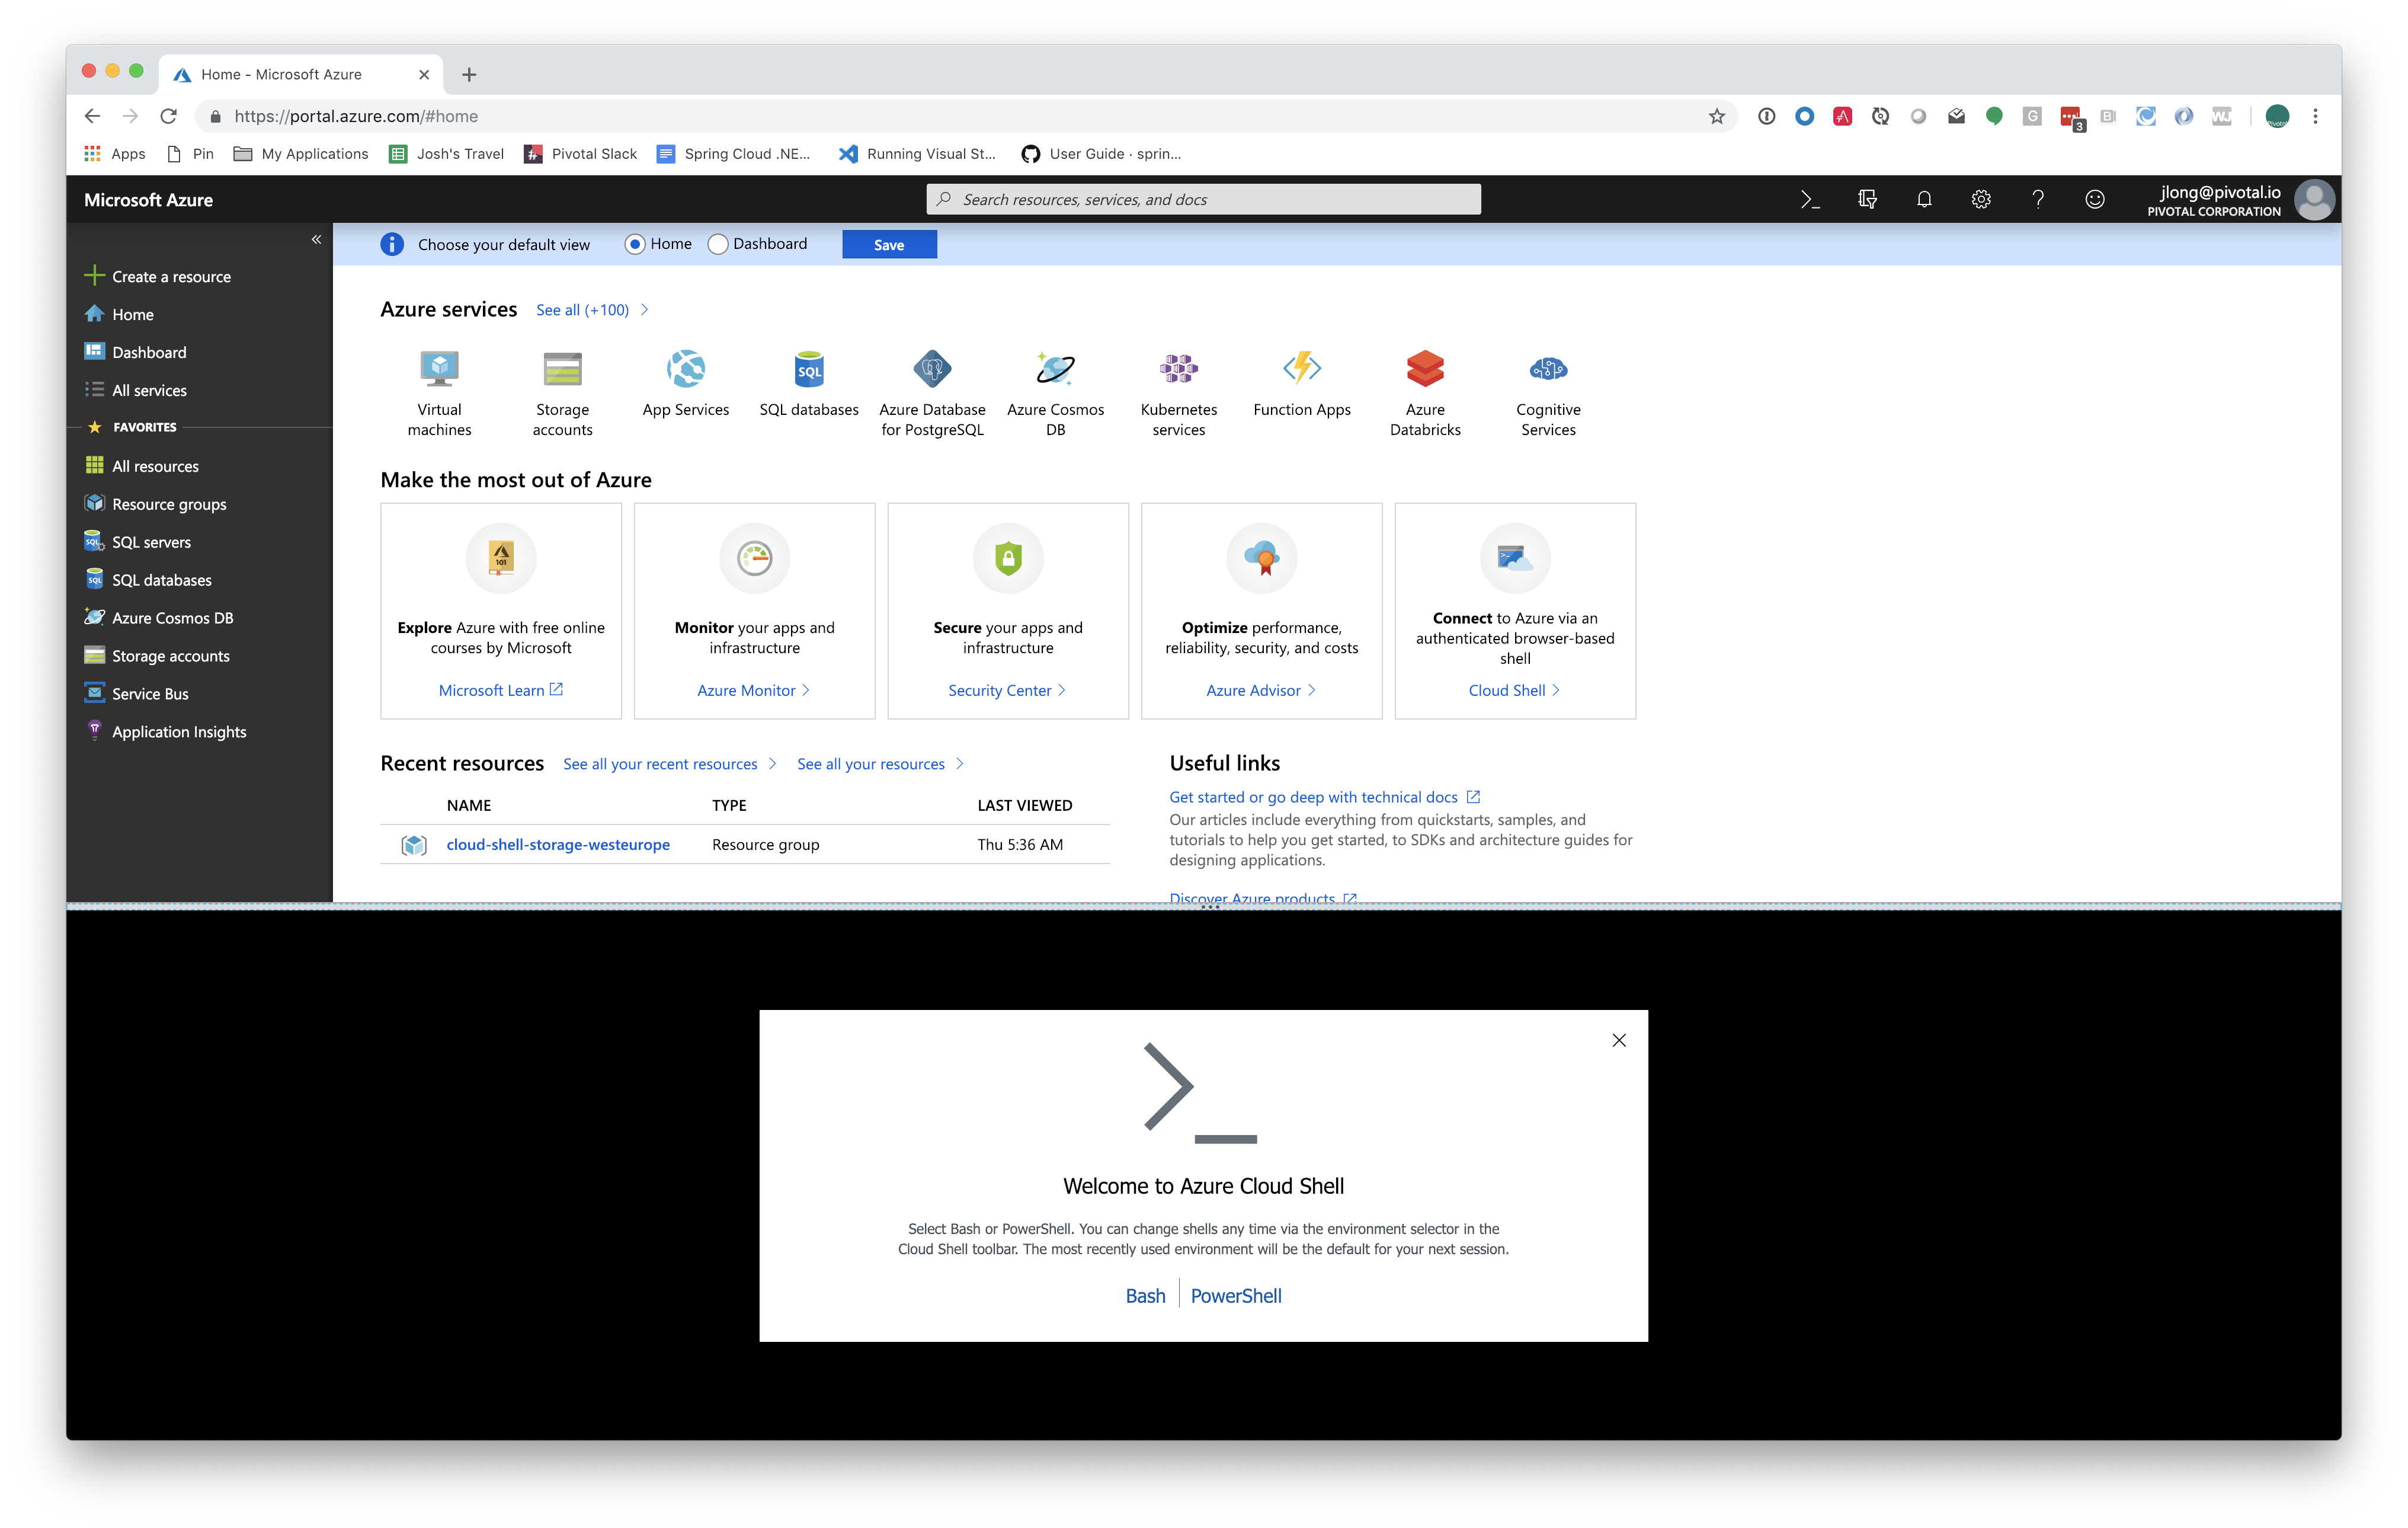 Home - Microsoft Azure
https://portal.azure.com/#home
3
Apps
Pin
My Applications
Josh's Travel
Pivotal Slack
Spring Cloud .NE...
Running Visual St...
User Guide · sprin...
Microsoft Azure
Search resources, services, and docs
jlong@pivotal.io
PIVOTAL CORPORATION
Choose your default view
Home
Dashboard
Save
Create a resource
Home
Dashboard
All services
FAVORITES
All resources
Resource groups
SQL servers
SQL databases
Azure Cosmos DB
Storage accounts
Service Bus
Application Insights
Azure services
See all (+100)
Virtual
machines
Storage
accounts
App Services
SQL
SQL databases
Azure Database
for PostgreSQL
Azure Cosmos
DB
Kubernetes
services
Function Apps
Azure
Databricks
Cognitive
Services
Make the most out of Azure
101
Explore Azure with free online
courses by Microsoft
Microsoft Learn
Monitor your apps and
infrastructure
Azure Monitor
Secure your apps and
infrastructure
Security Center
Optimize performance,
reliability, security, and costs
Azure Advisor
Connect to Azure via an
authenticated browser-based
shell
Cloud Shell
Recent resources
See all your recent resources
See all your resources
NAME
TYPE
LAST VIEWED
cloud-shell-storage-westeurope
Resource group
Thu 5:36 AM
Useful links
Get started or go deep with technical docs
Our articles include everything from quickstarts, samples, and
tutorials to help you get started, to SDKs and architecture guides for
designing applications.
Discover Azure products
Welcome to Azure Cloud Shell
Select Bash or PowerShell. You can change shells any time via the environment selector in the
Cloud Shell toolbar. The most recently used environment will be the default for your next session.
Bash
PowerShell